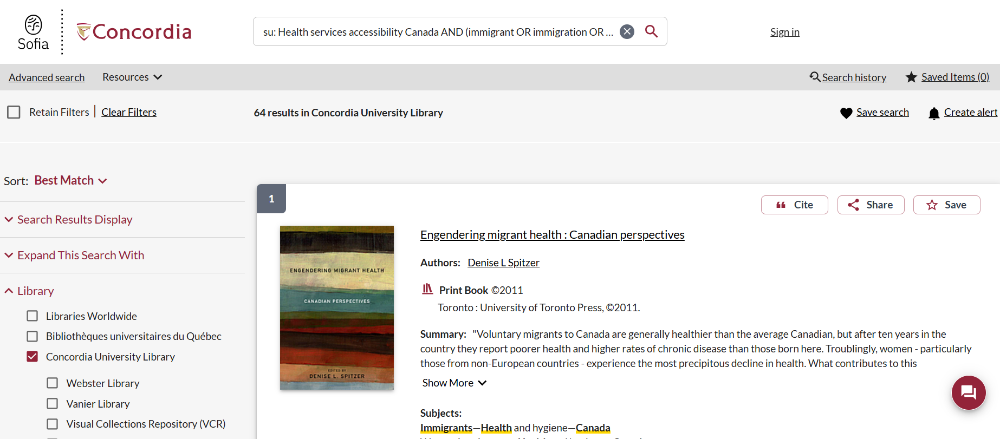 Sofia
Concordia
su: Health services accessibility Canada AND (immigrant OR immigration OR ...
Sign in
Advanced search
Resources
Search history
Saved Items (0)
Retain Filters
Clear Filters
64 results in Concordia University Library
Save search
Create alert
Sort: Best Match
Search Results Display
Expand This Search With
Library
Libraries Worldwide
Bibliothèques universitaires du Québec
Concordia University Library
Webster Library
Vanier Library
Visual Collections Repository (VCR)
1
Cite
Share
Save
ENGENDERING MIGRANT HEALTH
CANADIAN PERSPECTIVES
EDITED BY
DENISE L. SPITZER
Engendering migrant health : Canadian perspectives
Authors: Denise L Spitzer
Print Book ©2011
Toronto : University of Toronto Press, ©2011.
Summary: "Voluntary migrants to Canada are generally healthier than the average Canadian, but after ten years in the
country they report poorer health and higher rates of chronic disease than those born here. Troublingly, women - particularly
those from non-European countries - experience the most precipitous decline in health. What contributes to this
Show More
Subjects:
Immigrants—Health and hygiene—Canada